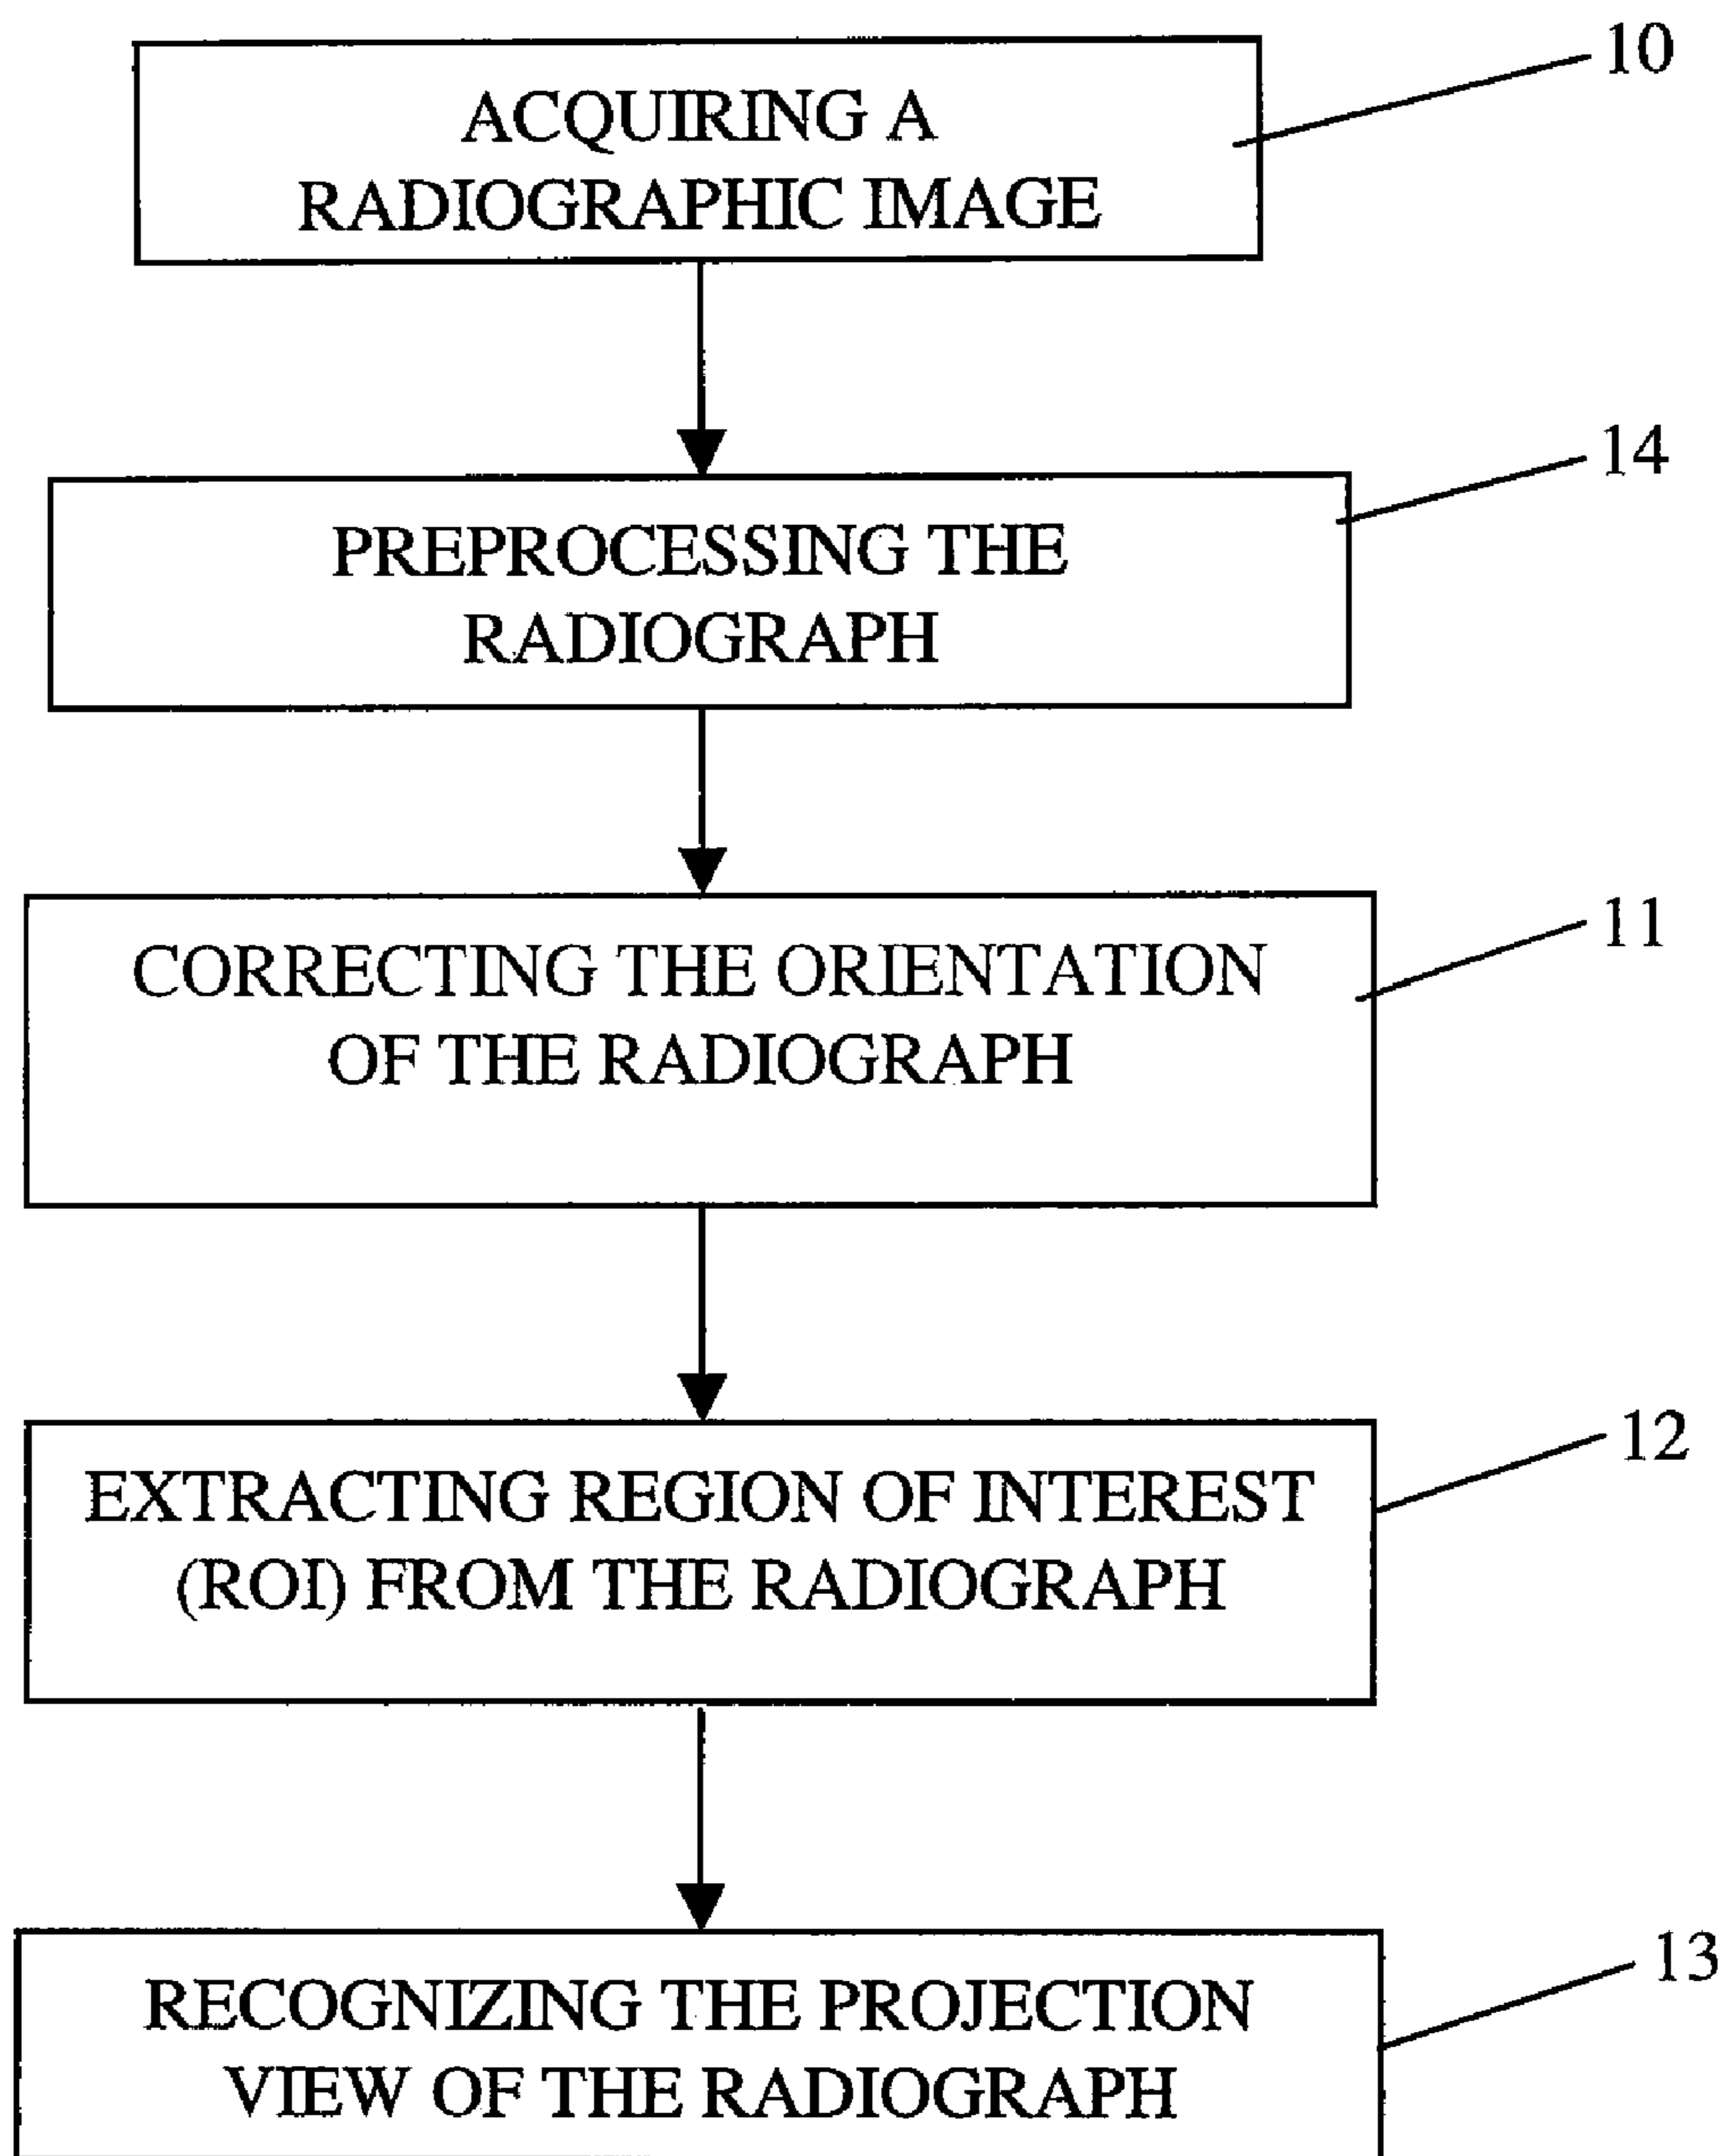 10
ACQUIRING A
RADIOGRAPHIC IMAGE
14
PREPROCESSING THE
RADIOGRAPH
11
CORRECTING THE ORIENTATION
OF THE RADIOGRAPH
12
EXTRACTING REGION OF INTEREST
(ROI) FROM THE RADIOGRAPH
13
RECOGNIZING THE PROJECTION
VIEW OF THE RADIOGRAPH